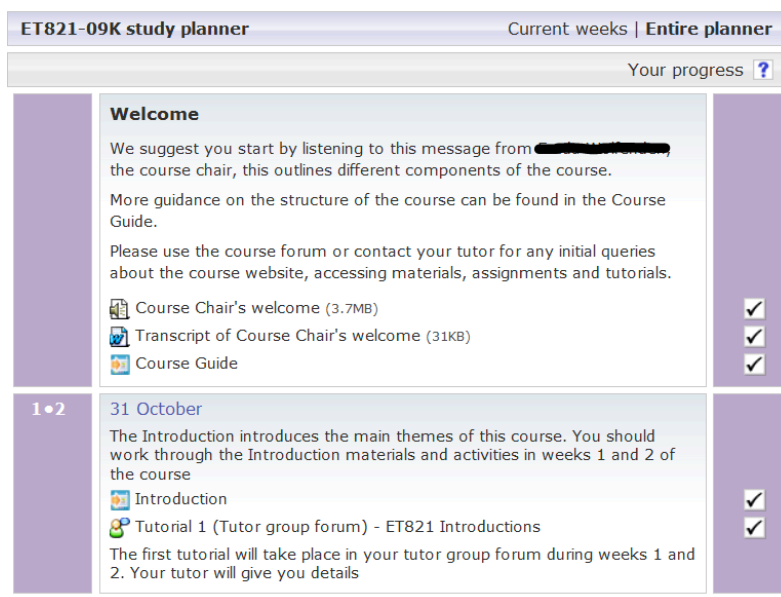 ET821-09K study planner Current weeks | Entire planner
Your progress ?
Welcome
We suggest you start by listening to this message from
the course chair, this outlines different components of the course.
More guidance on the structure of the course can be found in the Course
Guide.
Please use the course forum or contact your tutor for any initial queries
about the course website, accessing materials, assignments and tutorials.
Course Chair's welcome (3.7MB)
Transcript of Course Chair's welcome (31KB)
Course Guide
1•2 31 October
The Introduction introduces the main themes of this course. You should
work through the Introduction materials and activities in weeks 1 and 2 of
the course
Introduction
Tutorial 1 (Tutor group forum) - ET821 Introductions
The first tutorial will take place in your tutor group forum during weeks 1 and
2. Your tutor will give you details